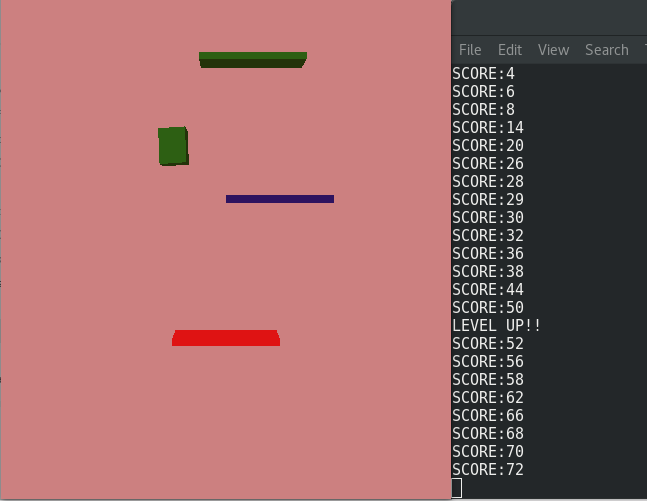 File Edit View Search
SCORE:4
SCORE:6
SCORE:8
SCORE:14
SCORE:20
SCORE:26
SCORE:28
SCORE:29
SCORE:30
SCORE:32
SCORE:36
SCORE:38
SCORE:44
SCORE:50
LEVEL UP!!
SCORE:52
SCORE:56
SCORE:58
SCORE:62
SCORE:66
SCORE:68
SCORE:70
SCORE:72